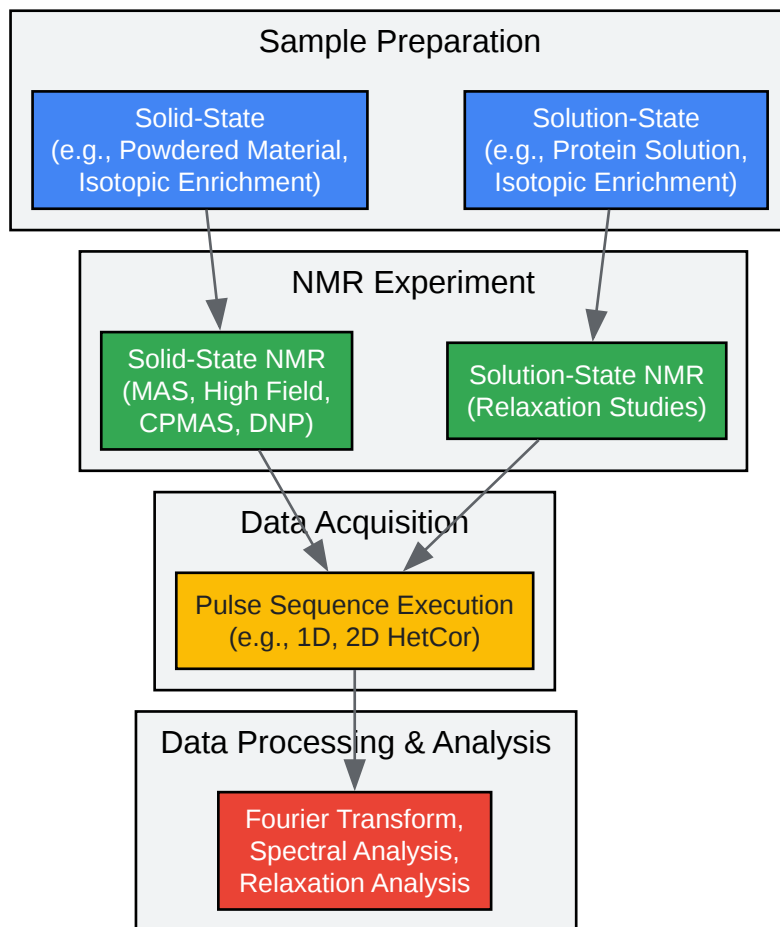 Sample Preparation
Solid-State
(e.g., Powdered Material,
Isotopic Enrichment)
Solution-State
(e.g., Protein Solution,
Isotopic Enrichment)
NMR Experiment
Solid-State NMR
(MAS, High Field,
CPMAS, DNP)
Solution-State NMR
(Relaxation Studies)
Data Acquisition
Pulse Sequence Execution
(e.g., 1D, 2D HetCor)
Data Processing & Analysis
Fourier Transform,
Spectral Analysis,
Relaxation Analysis